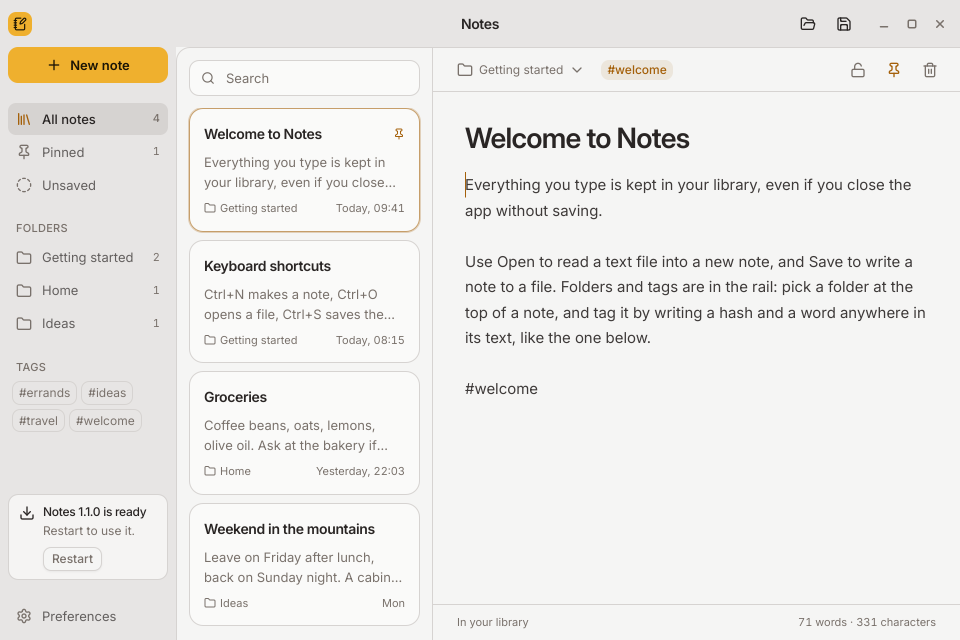 Notes
New note
All notes 4
Pinned 1
Unsaved
FOLDERS
Getting started 2
Home 1
Ideas 1
TAGS
#errands #ideas
#travel #welcome
Notes 1.1.0 is ready
Restart to use it.
Restart
Preferences
Search
Welcome to Notes
Everything you type is kept in
your library, even if you close...
Getting started Today, 09:41
Keyboard shortcuts
Ctrl+N makes a note, Ctrl+O
opens a file, Ctrl+S saves the...
Getting started Today, 08:15
Groceries
Coffee beans, oats, lemons,
olive oil. Ask at the bakery if...
Home Yesterday, 22:03
Weekend in the mountains
Leave on Friday after lunch,
back on Sunday night. A cabin...
Ideas Mon
Getting started #welcome
Welcome to Notes
Everything you type is kept in your library, even if you close the
app without saving.
Use Open to read a text file into a new note, and Save to write a
note to a file. Folders and tags are in the rail: pick a folder at the
top of a note, and tag it by writing a hash and a word anywhere in
its text, like the one below.
#welcome
In your library 71 words · 331 characters